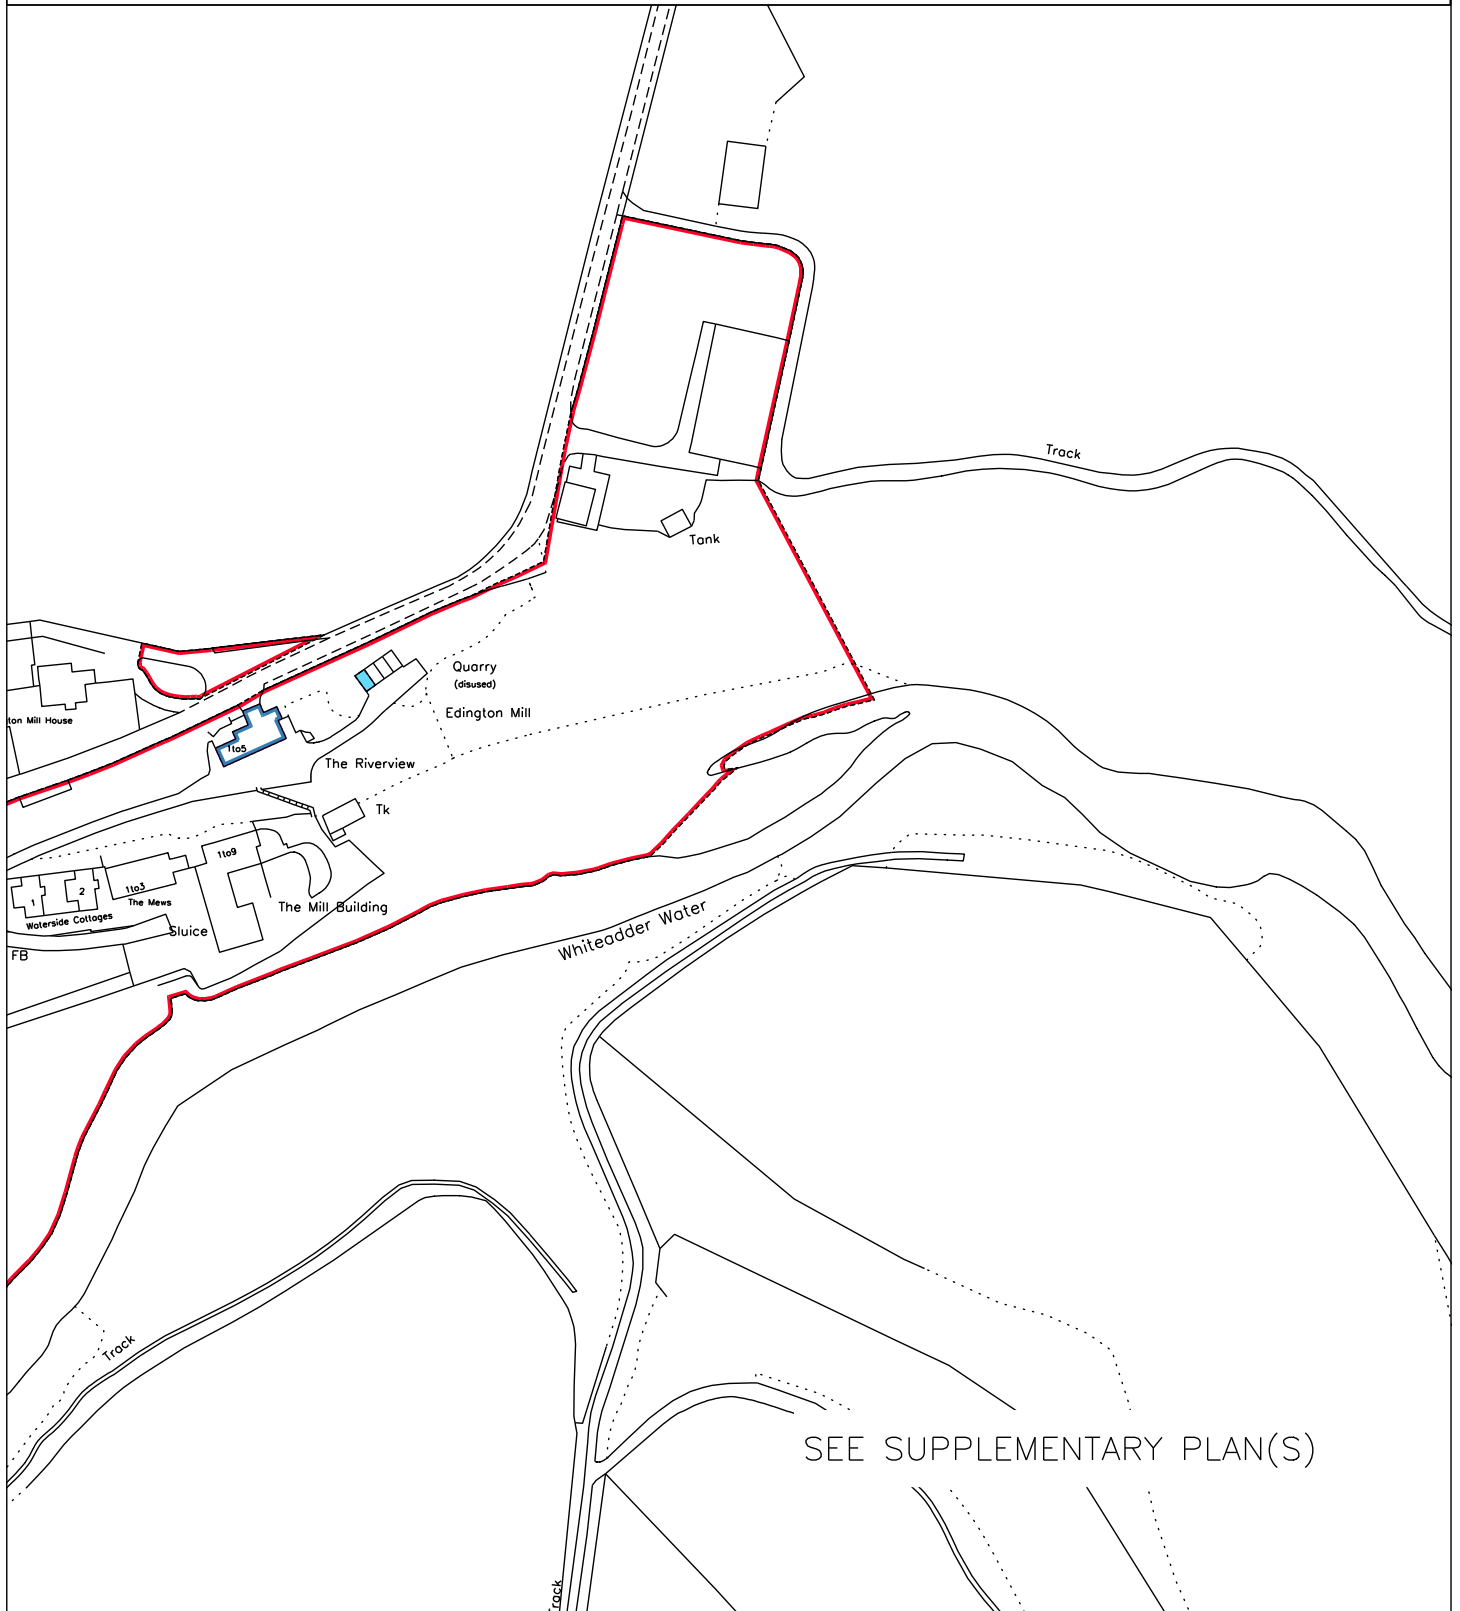 Track
Tank
Quarry
(disused)
ton Mill House
Edington Mill
1to5
The Riverview
Tk
1to9
1to3
2
1
The Mews
The Mill Building
Waterside Cottages
Sluice
Whiteadder Water
FB
Track
SEE SUPPLEMENTARY PLAN(S)
rack